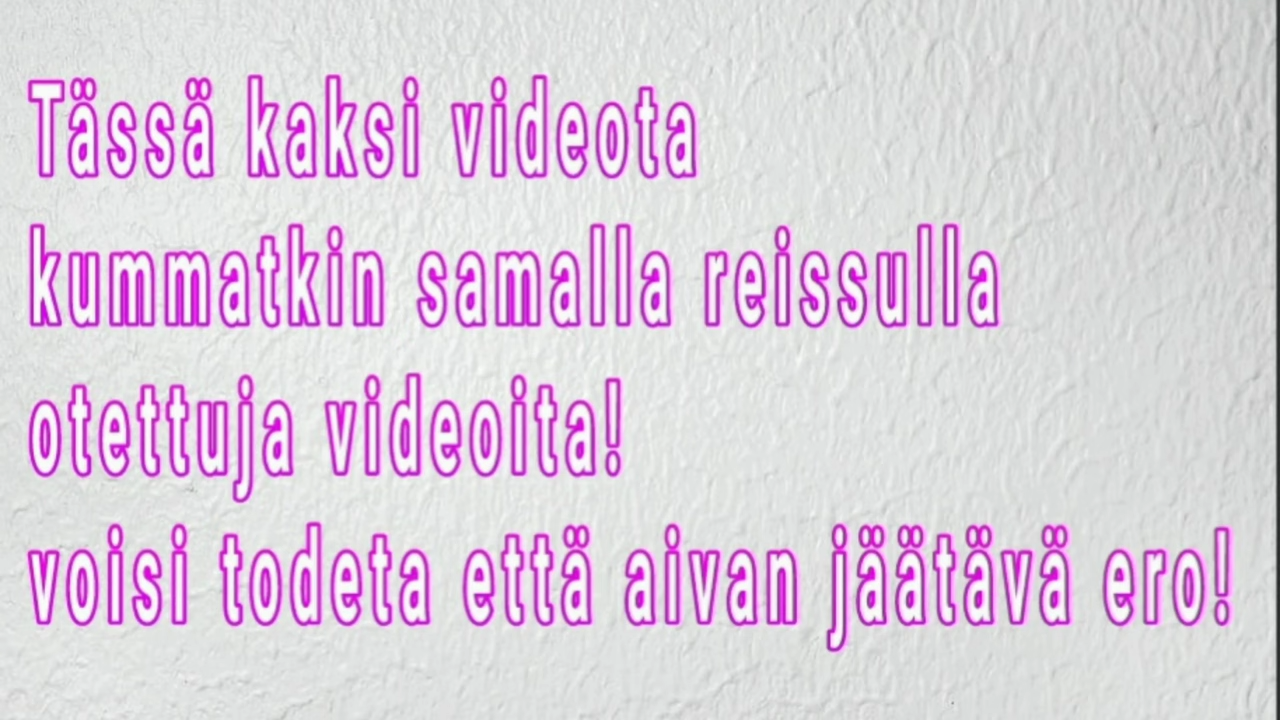 Tässä kaksi videota
kummatkin samalla reissulla
otettuja videoita!
voisi todeta että aivan jäätävä ero!